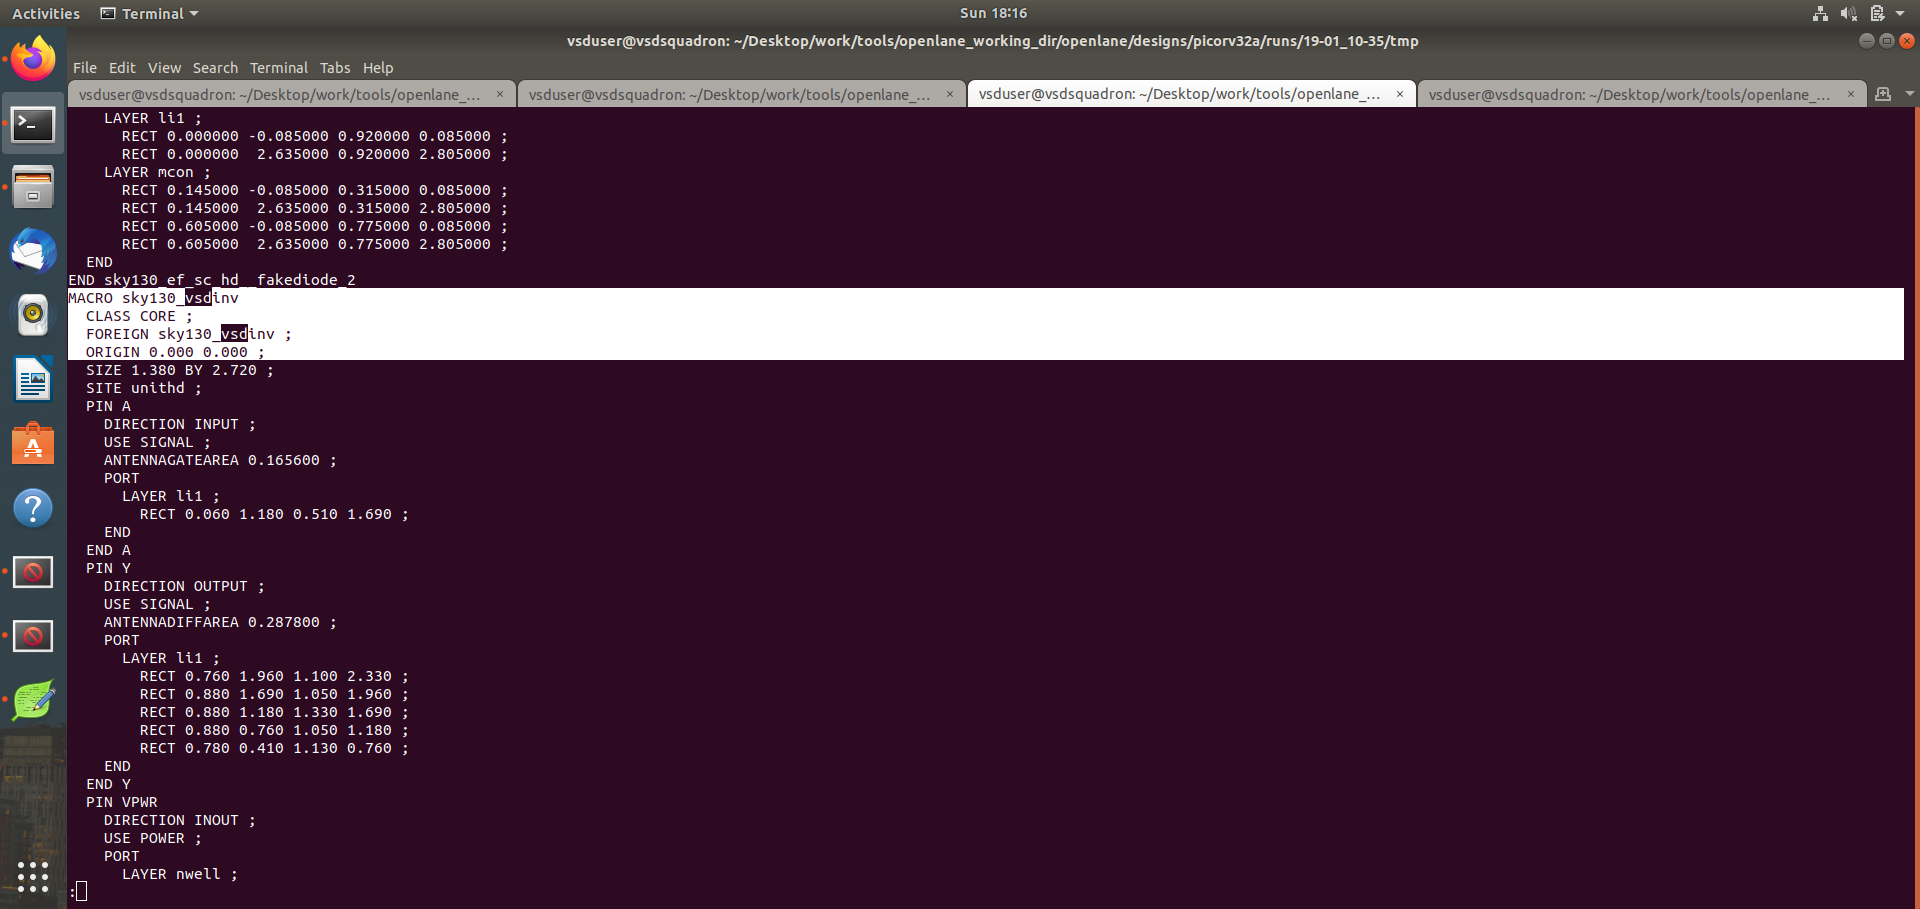 Activities
Terminal
Sun 18:16
vsduser@vsdsquadron: ~/Desktop/work/tools/openlane_working_dir/openlane/designs/picorv32a/runs/19-01_10-35/tmp
File Edit View Search Terminal Tabs Help
vsduser@vsdsquadron: ~/Desktop/work/tools/openlane_... ×
vsduser@vsdsquadron: ~/Desktop/work/tools/openlane_... ×
vsduser@vsdsquadron: ~/Desktop/work/tools/openlane_... ×
vsduser@vsdsquadron: ~/Desktop/work/tools/openlane_... ×
    LAYER li1 ;
      RECT 0.000000 -0.085000 0.920000 0.085000 ;
      RECT 0.000000  2.635000 0.920000 2.805000 ;
    LAYER mcon ;
      RECT 0.145000 -0.085000 0.315000 0.085000 ;
      RECT 0.145000  2.635000 0.315000 2.805000 ;
      RECT 0.605000 -0.085000 0.775000 0.085000 ;
      RECT 0.605000  2.635000 0.775000 2.805000 ;
  END
END sky130_ef_sc_hd__fakediode_2
MACRO sky130_vsdinv
  CLASS CORE ;
  FOREIGN sky130_vsdinv ;
  ORIGIN 0.000 0.000 ;
  SIZE 1.380 BY 2.720 ;
  SITE unithd ;
  PIN A
    DIRECTION INPUT ;
    USE SIGNAL ;
    ANTENNAGATEAREA 0.165600 ;
    PORT
      LAYER li1 ;
        RECT 0.060 1.180 0.510 1.690 ;
    END
  END A
  PIN Y
    DIRECTION OUTPUT ;
    USE SIGNAL ;
    ANTENNADIFFAREA 0.287800 ;
    PORT
      LAYER li1 ;
        RECT 0.760 1.960 1.100 2.330 ;
        RECT 0.880 1.690 1.050 1.960 ;
        RECT 0.880 1.180 1.330 1.690 ;
        RECT 0.880 0.760 1.050 1.180 ;
        RECT 0.780 0.410 1.130 0.760 ;
    END
  END Y
  PIN VPWR
    DIRECTION INOUT ;
    USE POWER ;
    PORT
      LAYER nwell ;
: